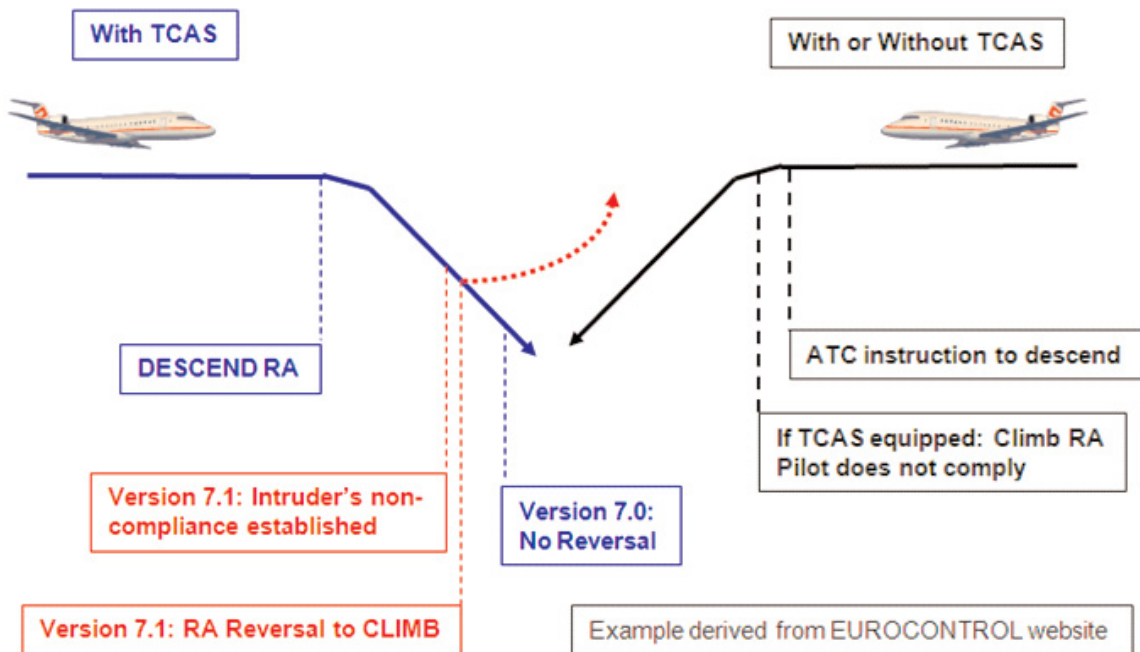 With TCAS
With or Without TCAS
DESCEND RA
ATC instruction to descend
If TCAS equipped: Climb RA
Pilot does not comply
Version 7.1: Intruder's non-
compliance established
Version 7.0:
No Reversal
Version 7.1: RA Reversal to CLIMB
Example derived from EUROCONTROL website